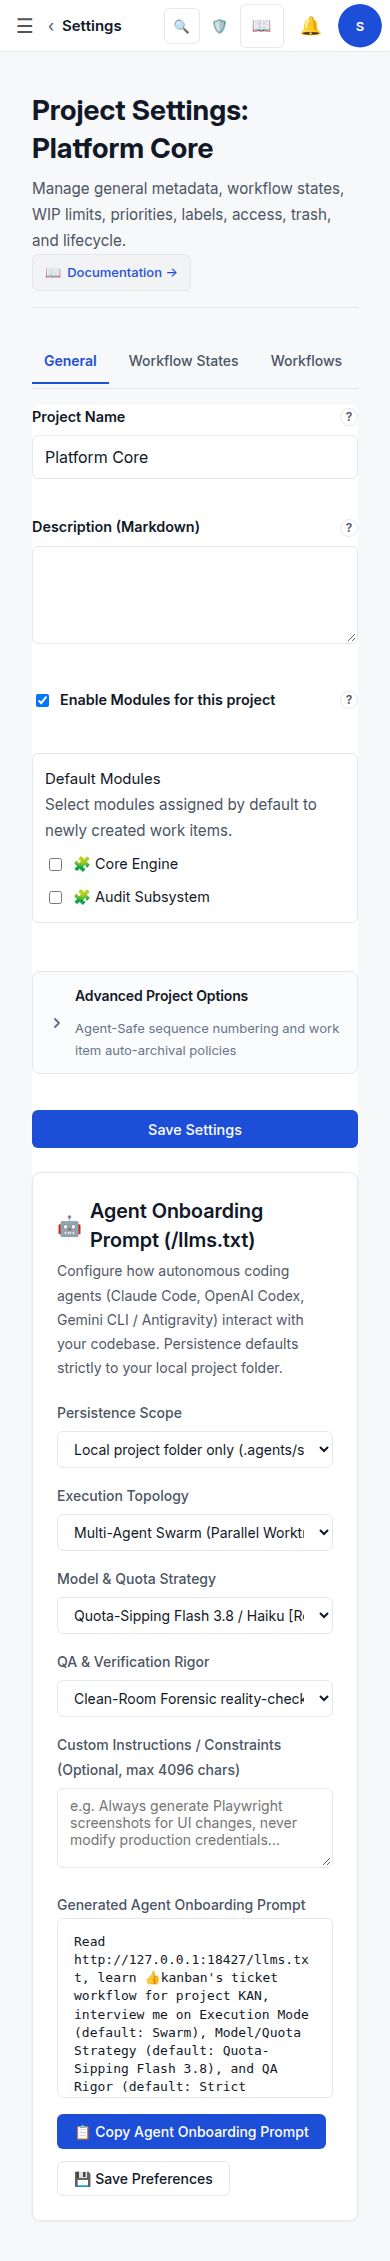 ☰ ‹ Settings 🔍 🛡️ 📖 🔔 S
Project Settings:
Platform Core
Manage general metadata, workflow states,
WIP limits, priorities, labels, access, trash,
and lifecycle.
📖 Documentation →
General Workflow States Workflows
Project Name ?
Platform Core
Description (Markdown) ?
Enable Modules for this project ?
Default Modules
Select modules assigned by default to
newly created work items.
🧩 Core Engine
🧩 Audit Subsystem
Advanced Project Options
Agent-Safe sequence numbering and work
item auto-archival policies
Save Settings
🤖 Agent Onboarding
Prompt (/llms.txt)
Configure how autonomous coding
agents (Claude Code, OpenAI Codex,
Gemini CLI / Antigravity) interact with
your codebase. Persistence defaults
strictly to your local project folder.
Persistence Scope
Local project folder only (.agents/s
Execution Topology
Multi-Agent Swarm (Parallel Worktr
Model & Quota Strategy
Quota-Sipping Flash 3.8 / Haiku [Re
QA & Verification Rigor
Clean-Room Forensic reality-check
Custom Instructions / Constraints
(Optional, max 4096 chars)
e.g. Always generate Playwright
screenshots for UI changes, never
modify production credentials...
Generated Agent Onboarding Prompt
Read
http://127.0.0.1:18427/llms.tx
t, learn 👍kanban's ticket
workflow for project KAN,
interview me on Execution Mode
(default: Swarm), Model/Quota
Strategy (default: Quota-
Sipping Flash 3.8), and QA
Rigor (default: Strict
📋 Copy Agent Onboarding Prompt
💾 Save Preferences